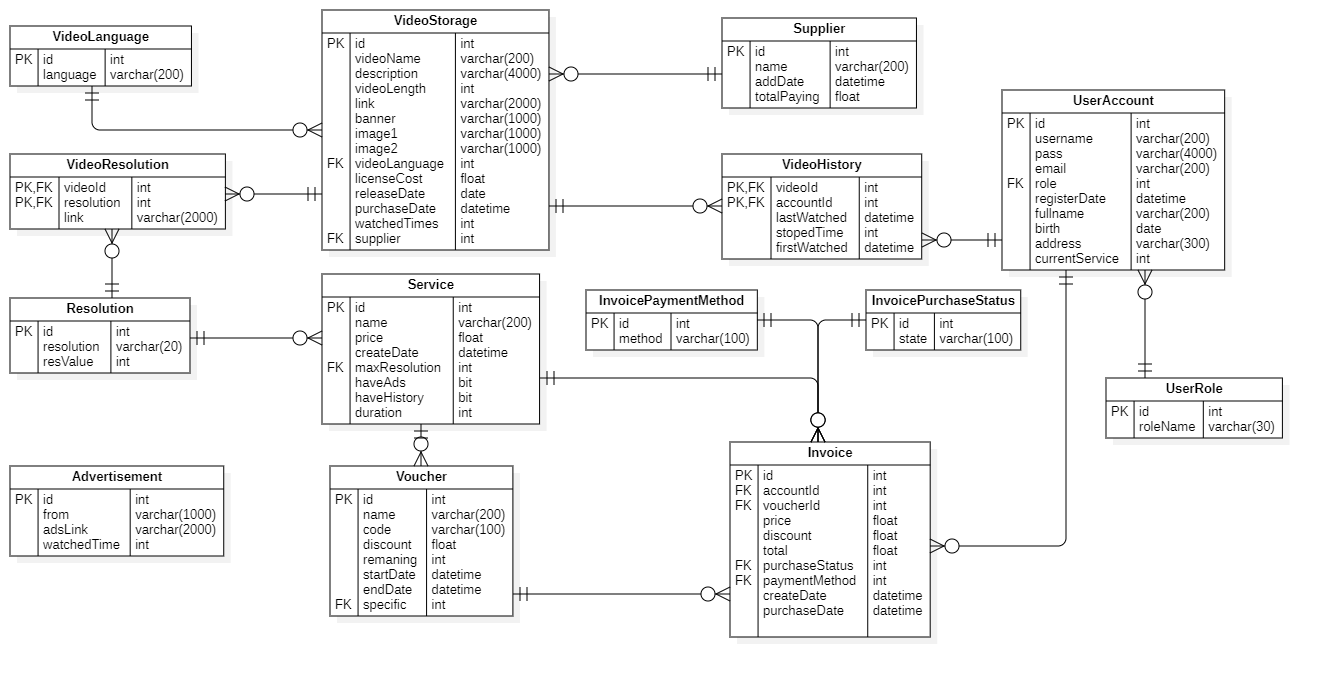 VideoLanguage
PK id int
language varchar(200)
VideoStorage
PK id int
videoName varchar(200)
description varchar(4000)
videoLength int
link varchar(2000)
banner varchar(1000)
image1 varchar(1000)
image2 varchar(1000)
FK videoLanguage int
licenseCost float
releaseDate date
purchaseDate datetime
watchedTimes int
FK supplier int
Supplier
PK id int
name varchar(200)
addDate datetime
totalPaying float
UserAccount
PK id int
username varchar(200)
pass varchar(4000)
email varchar(200)
FK role int
registerDate datetime
fullname varchar(200)
birth date
address varchar(300)
currentService int
VideoResolution
PK,FK videoId int
PK,FK resolution int
link varchar(2000)
VideoHistory
PK,FK videoId int
PK,FK accountId int
lastWatched datetime
stopedTime int
firstWatched datetime
Resolution
PK id int
resolution varchar(20)
resValue int
Service
PK id int
name varchar(200)
price float
createDate datetime
FK maxResolution int
haveAds bit
haveHistory bit
duration int
InvoicePaymentMethod
PK id int
method varchar(100)
InvoicePurchaseStatus
PK id int
state varchar(100)
UserRole
PK id int
roleName varchar(30)
Advertisement
PK id int
from varchar(1000)
adsLink varchar(2000)
watchedTime int
Voucher
PK id int
name varchar(200)
code varchar(100)
discount float
remaning int
startDate datetime
endDate datetime
FK specific int
Invoice
PK id int
FK accountId int
FK voucherId int
price float
discount float
total float
FK purchaseStatus int
FK paymentMethod int
createDate datetime
purchaseDate datetime